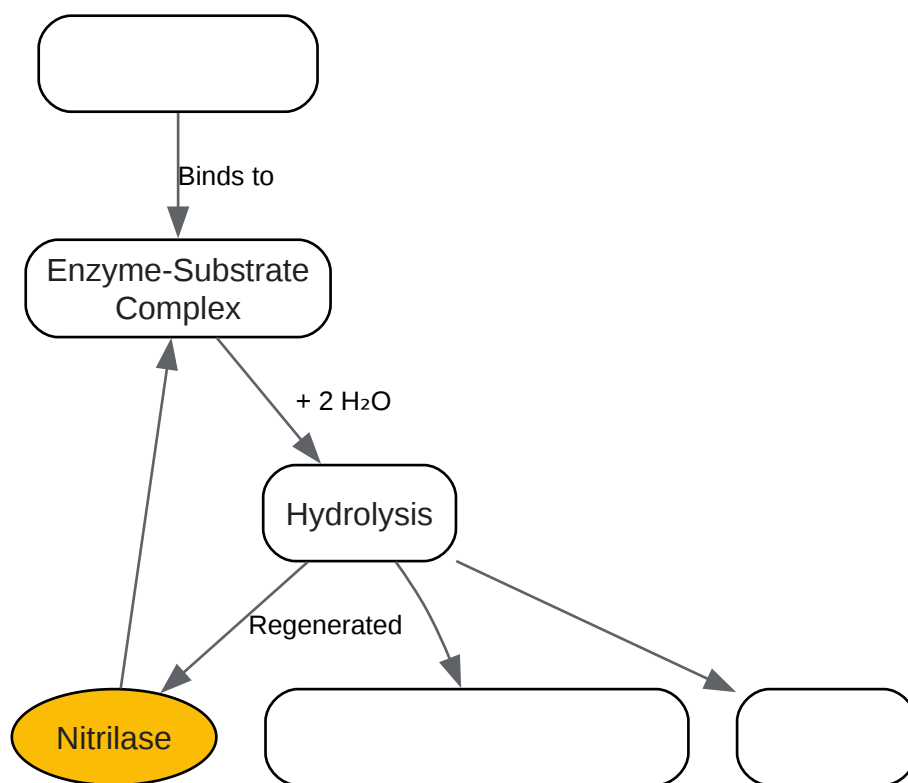 Binds to
Enzyme-Substrate
Complex
+ 2 H₂O
Hydrolysis
Regenerated
Nitrilase